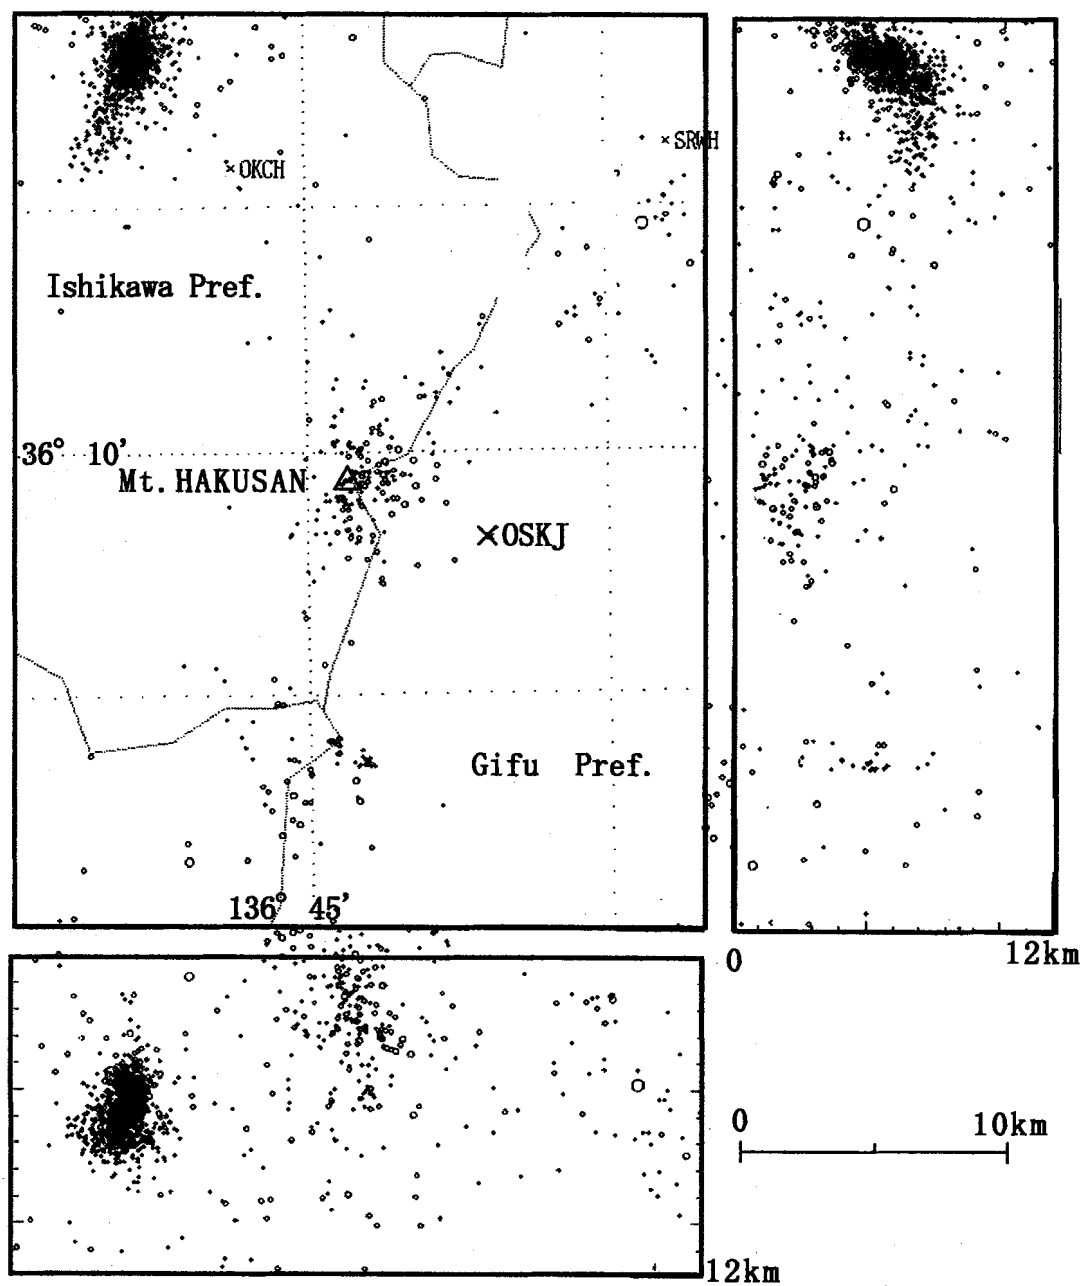 SRWH
OKCH
Ishikawa Pref.
36° 10'
Mt. HAKUSAN
OSKJ
Gifu Pref.
136 45'
0 12km
0 10km
12km